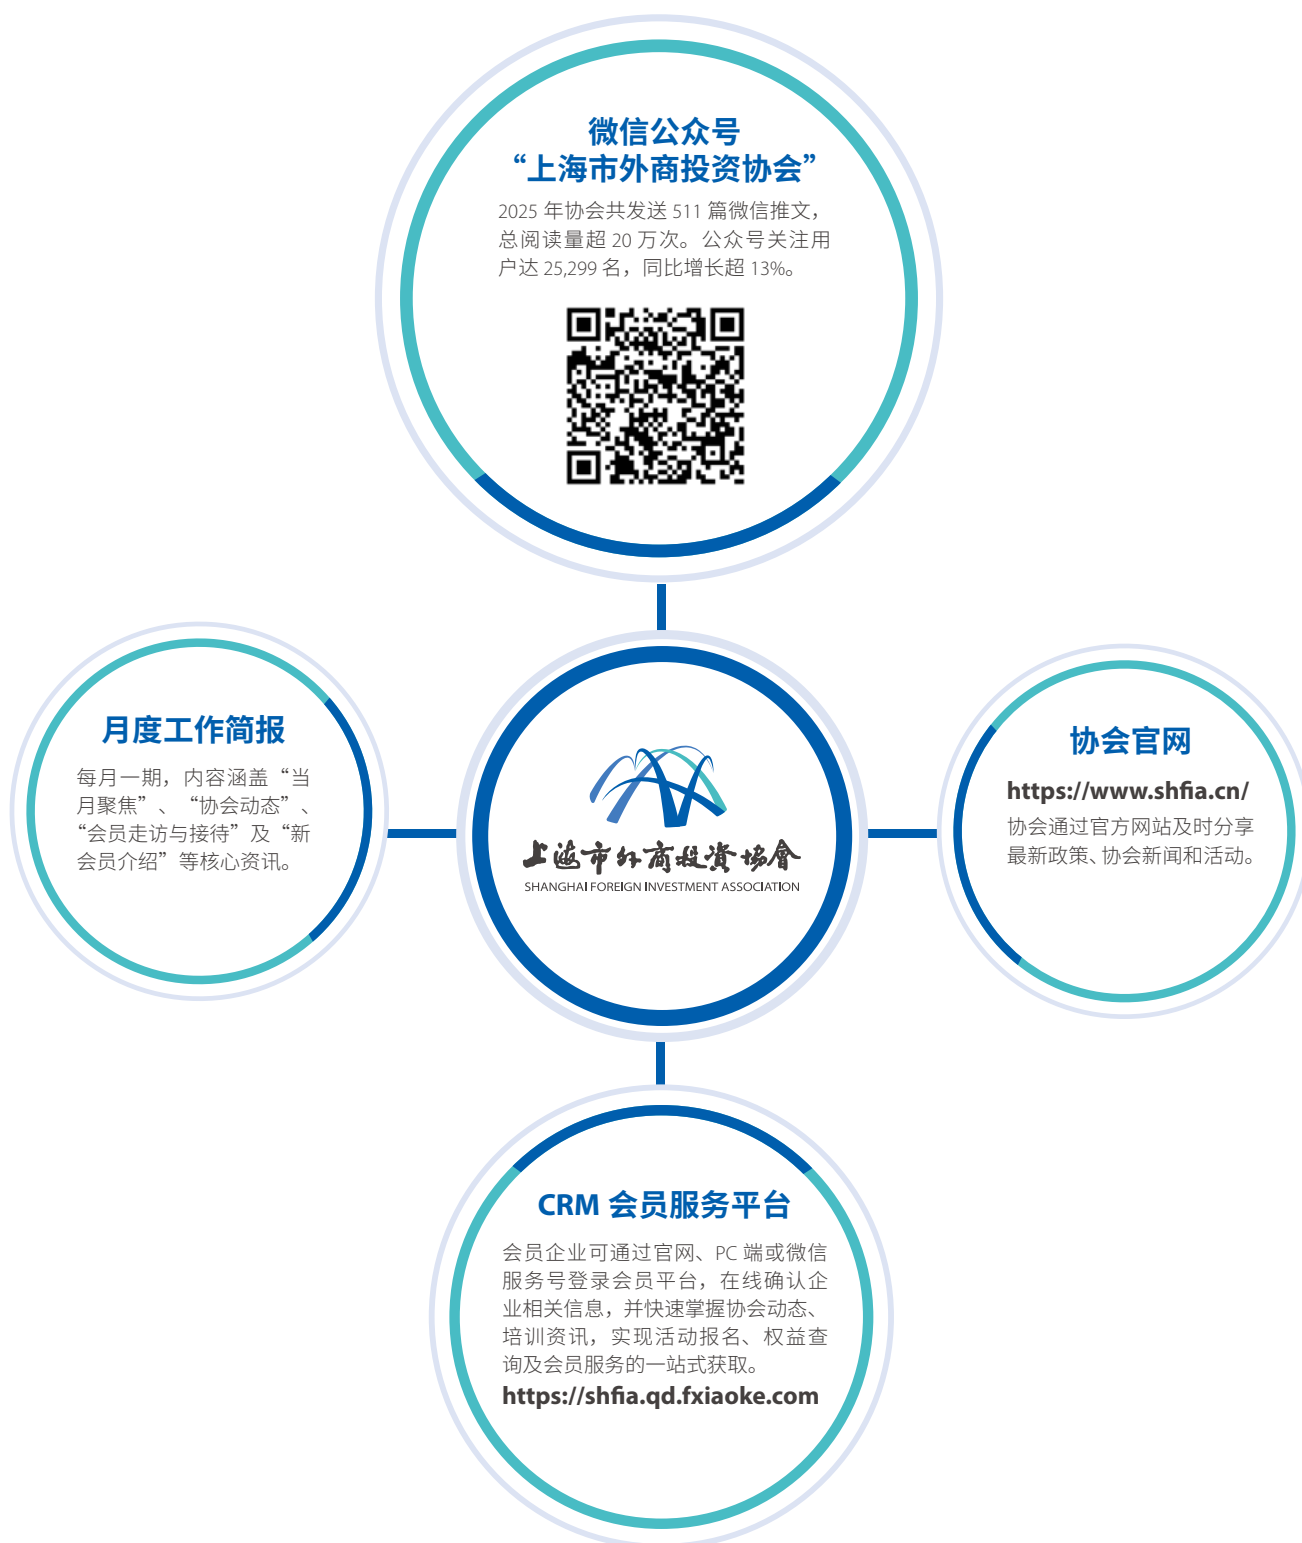 微信公众号
“上海市外商投资协会”
2025 年协会共发送 511 篇微信推文，
总阅读量超 20 万次。公众号关注用
户达 25,299 名，同比增长超 13%。
月度工作简报
每月一期，内容涵盖“当
月聚焦”、“协会动态”、
“会员走访与接待”及“新
会员介绍”等核心资讯。
上海市外商投資協會
SHANGHAI FOREIGN INVESTMENT ASSOCIATION
协会官网
https://www.shfia.cn/
协会通过官方网站及时分享
最新政策、协会新闻和活动。
CRM 会员服务平台
会员企业可通过官网、PC 端或微信
服务号登录会员平台，在线确认企
业相关信息，并快速掌握协会动态、
培训资讯，实现活动报名、权益查
询及会员服务的一站式获取。
https://shfia.qd.fxiaoke.com